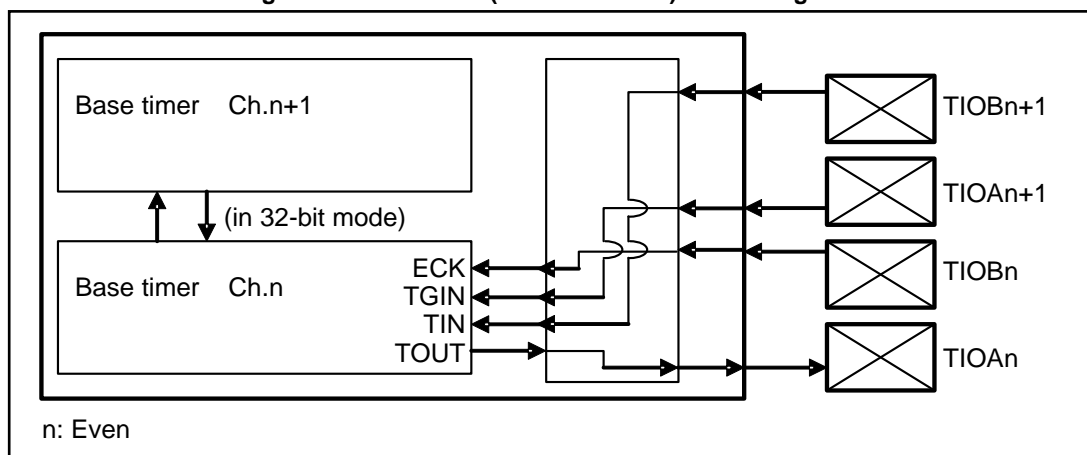 Base timer Ch.n+1
TIOBn+1
TIOAn+1
(in 32-bit mode)
Base timer Ch.n
ECK
TGIN
TIN
TOUT
TIOBn
TIOAn
n: Even